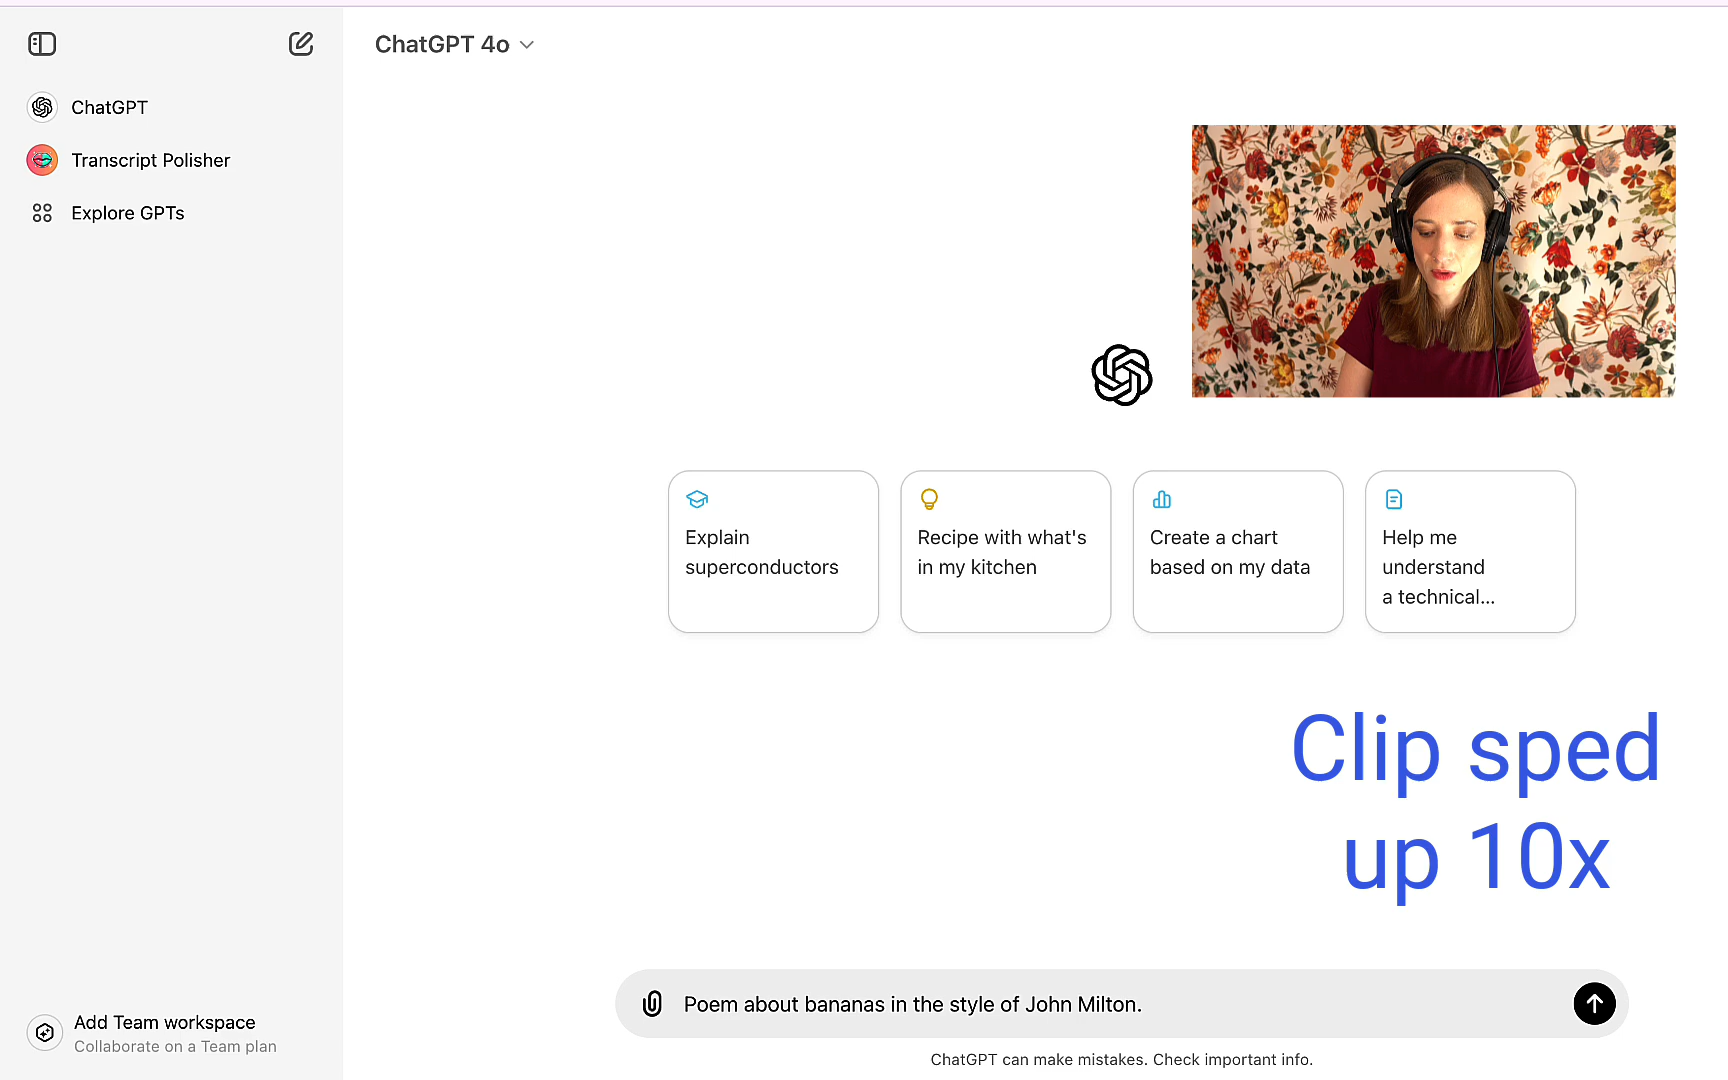 ChatGPT 4o
ChatGPT
Transcript Polisher
Explore GPTs
Explain
superconductors
Recipe with what's
in my kitchen
Create a chart
based on my data
Help me
understand
a technical...
Clip sped
up 10x
Poem about bananas in the style of John Milton.
ChatGPT can make mistakes. Check important info.
Add Team workspace
Collaborate on a Team plan